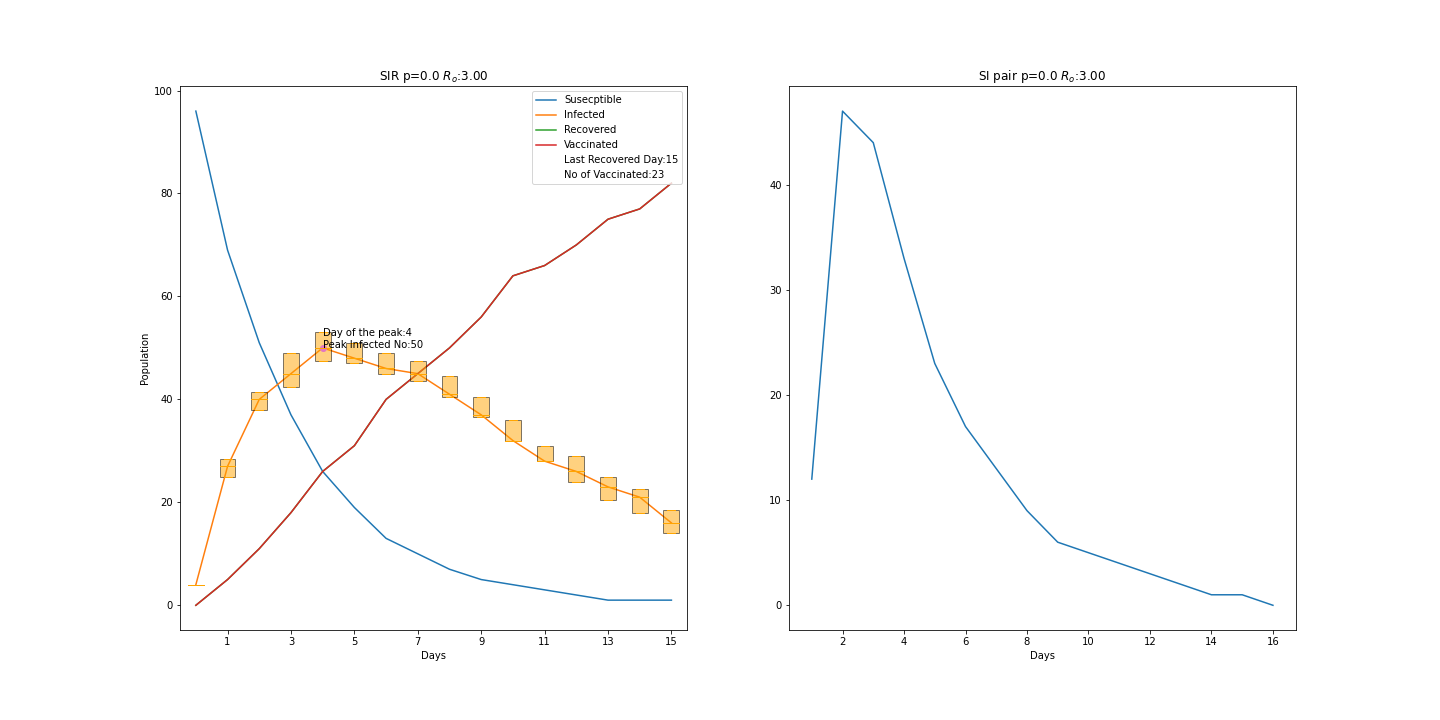 SIR p=0.0 Rₒ:3.00
100
80
60
40
20
0
Population
Susecptible
Infected
Recovered
Vaccinated
Last Recovered Day:15
No of Vaccinated:23
Day of the peak:4
Peak Infected No:50
1 3 5 7 9 11 13 15
Days
SI pair p=0.0 Rₒ:3.00
40
30
20
10
0
2 4 6 8 10 12 14 16
Days